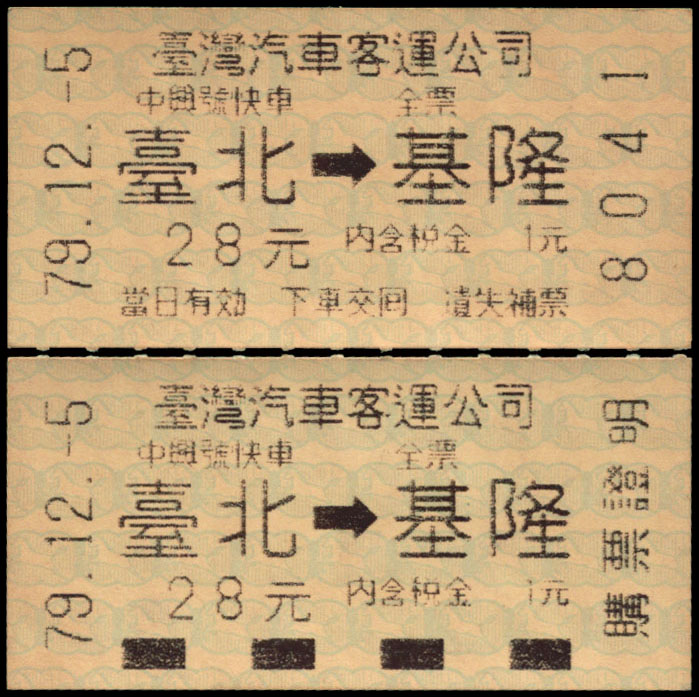 臺灣汽車客運公司
中興號快車 全票
臺北➡基隆
28元 內含稅金 1元
當日有効 下車交回 遺失補票
79.12.-5
8041
臺灣汽車客運公司
中興號快車 全票
臺北➡基隆
28元 內含稅金 1元
79.12.-5
購票證明